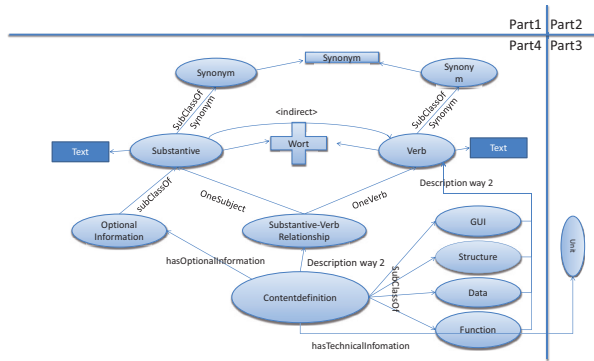 Part1 Part2
Part4 Part3
Synonym
Synonym
Synony
m
SubClassOf
Synonym
<indirect>
SubClassOf
Synonym
Text
Substantive
Wort
Verb
Text
subClassOf
OneSubject
OneVerb
Description way 2
Optional
Information
Substantive-Verb
Relationship
GUI
Unit
hasOptionalInformation
Description way 2
SubClassOf
Structure
Contentdefinition
Data
Function
hasTechnicalInfomation